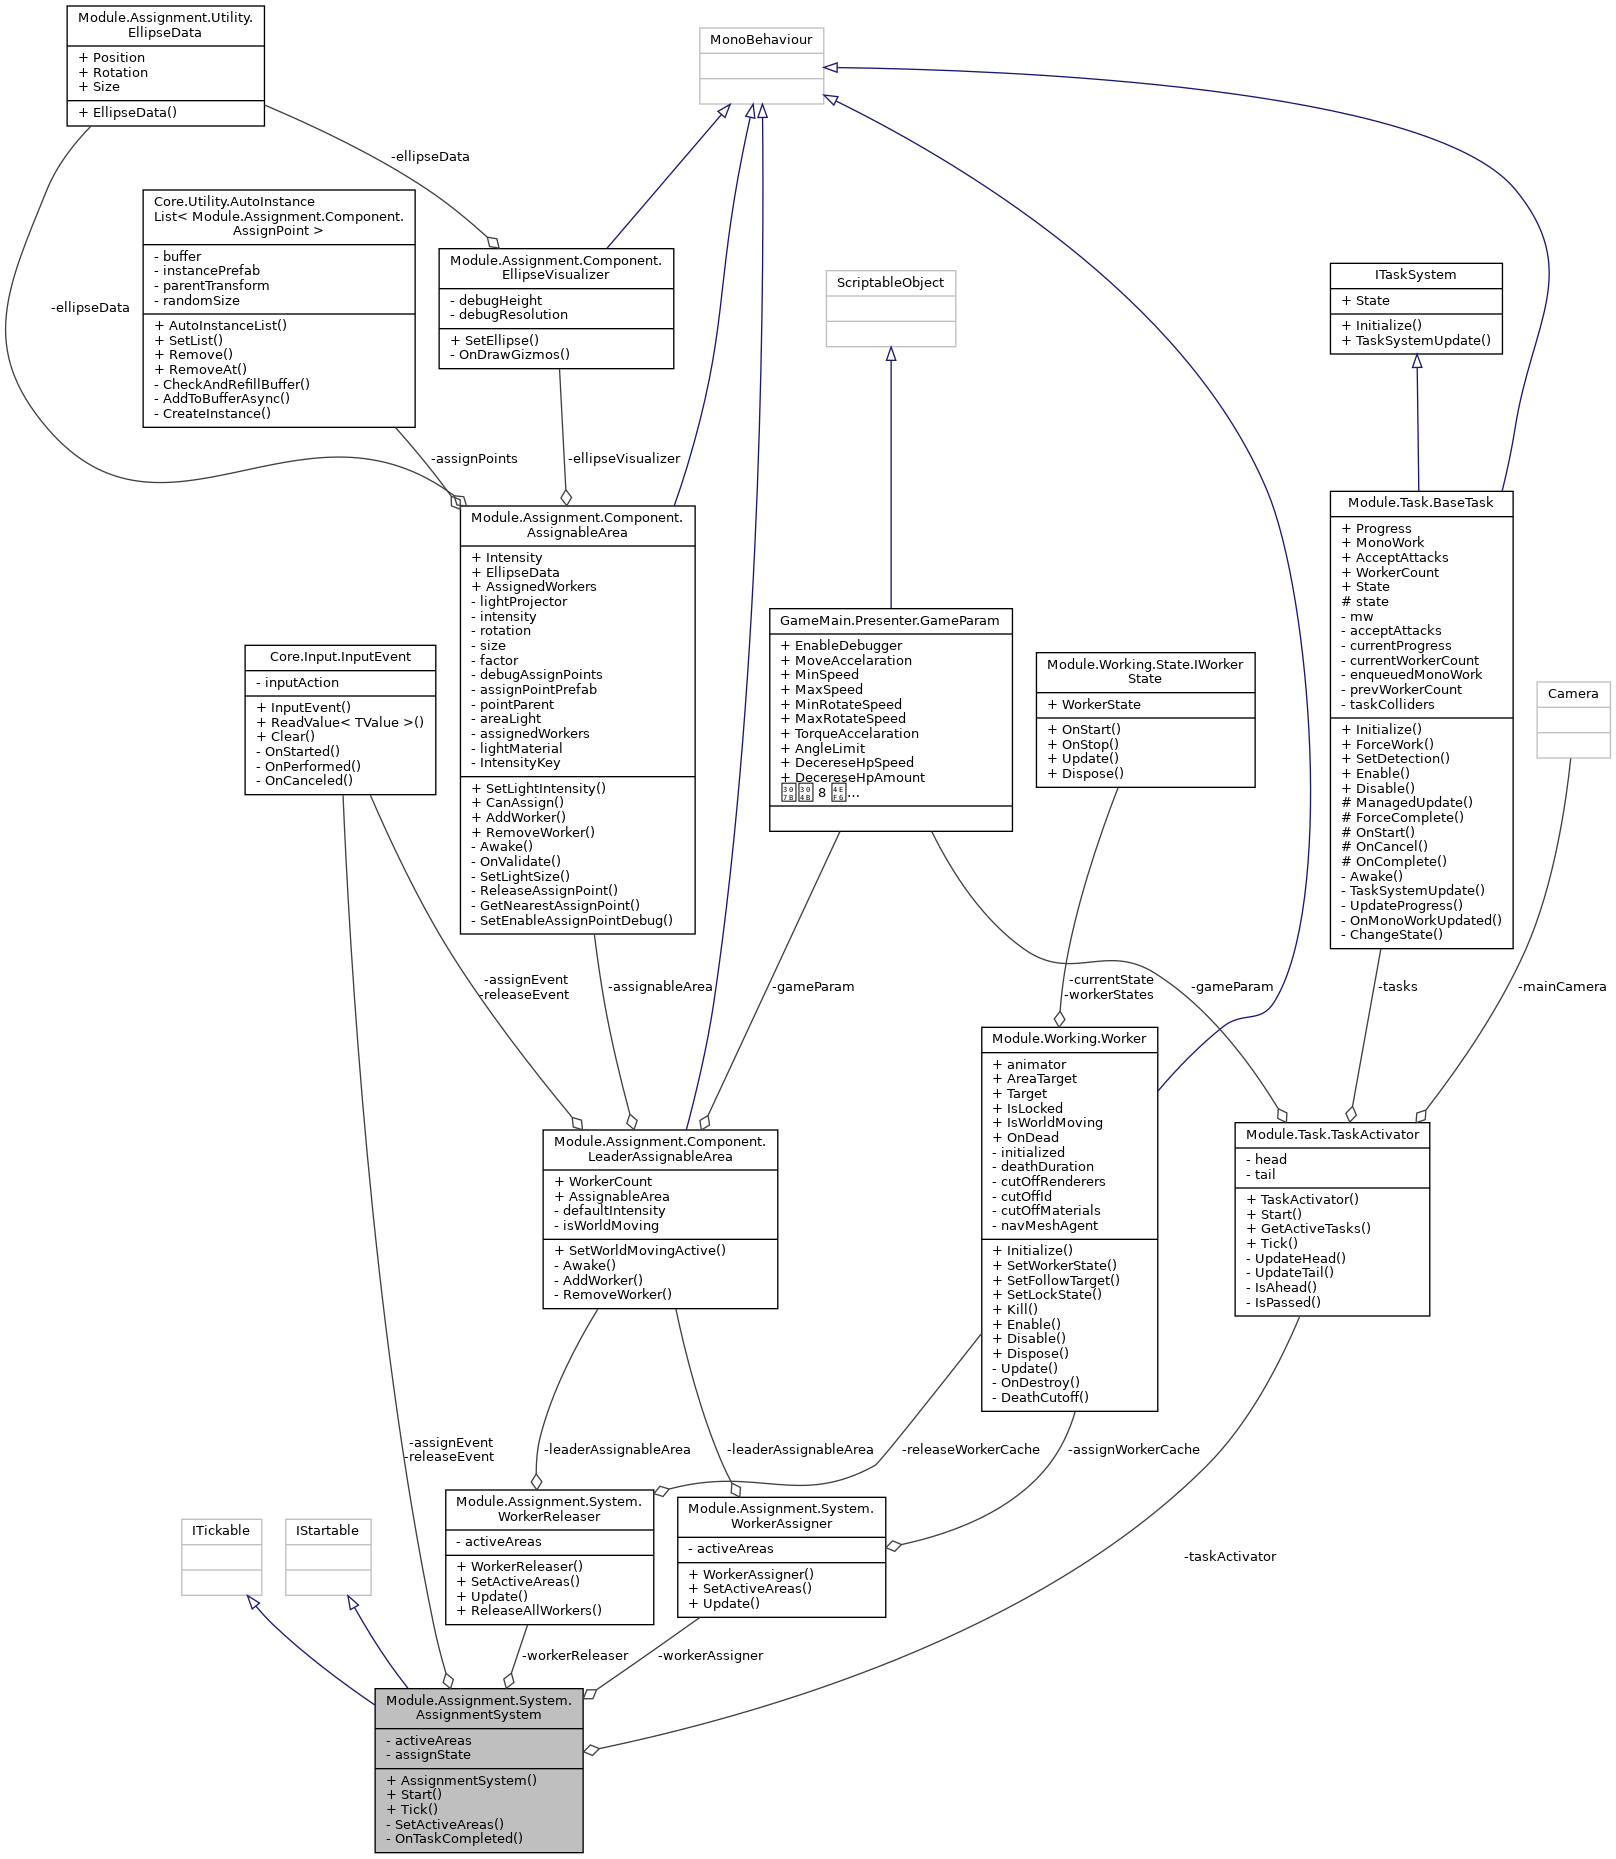 Module.Assignment.Utility.
EllipseData
+ Position
+ Rotation
+ Size
+ EllipseData()
MonoBehaviour
-ellipseData
Core.Utility.AutoInstance
List< Module.Assignment.Component.
AssignPoint >
- buffer
- instancePrefab
- parentTransform
- randomSize
+ AutoInstanceList()
+ SetList()
+ Remove()
+ RemoveAt()
- CheckAndRefillBuffer()
- AddToBufferAsync()
- CreateInstance()
Module.Assignment.Component.
EllipseVisualizer
- debugHeight
- debugResolution
+ SetEllipse()
- OnDrawGizmos()
ScriptableObject
ITaskSystem
+ State
+ Initialize()
+ TaskSystemUpdate()
-ellipseData
-assignPoints
-ellipseVisualizer
Module.Assignment.Component.
AssignableArea
+ Intensity
+ EllipseData
+ AssignedWorkers
- lightProjector
- intensity
- rotation
- size
- factor
- debugAssignPoints
- assignPointPrefab
- pointParent
- areaLight
- assignedWorkers
- lightMaterial
- IntensityKey
+ SetLightIntensity()
+ CanAssign()
+ AddWorker()
+ RemoveWorker()
- Awake()
- OnValidate()
- SetLightSize()
- ReleaseAssignPoint()
- GetNearestAssignPoint()
- SetEnableAssignPointDebug()
Module.Task.BaseTask
+ Progress
+ MonoWork
+ AcceptAttacks
+ WorkerCount
+ State
# state
- mw
- acceptAttacks
- currentProgress
- currentWorkerCount
- enqueuedMonoWork
- prevWorkerCount
- taskColliders
+ Initialize()
+ ForceWork()
+ SetDetection()
+ Enable()
+ Disable()
# ManagedUpdate()
# ForceComplete()
# OnStart()
# OnCancel()
# OnComplete()
- Awake()
- TaskSystemUpdate()
- UpdateProgress()
- OnMonoWorkUpdated()
- ChangeState()
Core.Input.InputEvent
- inputAction
+ InputEvent()
+ ReadValue< TValue >()
+ Clear()
- OnStarted()
- OnPerformed()
- OnCanceled()
GameMain.Presenter.GameParam
+ EnableDebugger
+ MoveAccelaration
+ MinSpeed
+ MaxSpeed
+ MinRotateSpeed
+ MaxRotateSpeed
+ TorqueAccelaration
+ AngleLimit
+ DecereseHpSpeed
+ DecereseHpAmount
8 ...
Module.Working.State.IWorker
State
+ WorkerState
+ OnStart()
+ OnStop()
+ Update()
+ Dispose()
Camera
-assignEvent
-releaseEvent
-assignableArea
-gameParam
-currentState
-workerStates
-gameParam
-tasks
-mainCamera
Module.Working.Worker
+ animator
+ AreaTarget
+ Target
+ IsLocked
+ IsWorldMoving
+ OnDead
- initialized
- deathDuration
- cutOffRenderers
- cutOffId
- cutOffMaterials
- navMeshAgent
+ Initialize()
+ SetWorkerState()
+ SetFollowTarget()
+ SetLockState()
+ Kill()
+ Enable()
+ Disable()
+ Dispose()
- Update()
- OnDestroy()
- DeathCutoff()
Module.Assignment.Component.
LeaderAssignableArea
+ WorkerCount
+ AssignableArea
- defaultIntensity
- isWorldMoving
+ SetWorldMovingActive()
- Awake()
- AddWorker()
- RemoveWorker()
Module.Task.TaskActivator
- head
- tail
+ TaskActivator()
+ Start()
+ GetActiveTasks()
+ Tick()
- UpdateHead()
- UpdateTail()
- IsAhead()
- IsPassed()
-assignEvent
-releaseEvent
-leaderAssignableArea
-leaderAssignableArea
-releaseWorkerCache
-assignWorkerCache
Module.Assignment.System.
WorkerReleaser
- activeAreas
+ WorkerReleaser()
+ SetActiveAreas()
+ Update()
+ ReleaseAllWorkers()
Module.Assignment.System.
WorkerAssigner
- activeAreas
+ WorkerAssigner()
+ SetActiveAreas()
+ Update()
ITickable
IStartable
-taskActivator
-workerReleaser
-workerAssigner
Module.Assignment.System.
AssignmentSystem
- activeAreas
- assignState
+ AssignmentSystem()
+ Start()
+ Tick()
- SetActiveAreas()
- OnTaskCompleted()